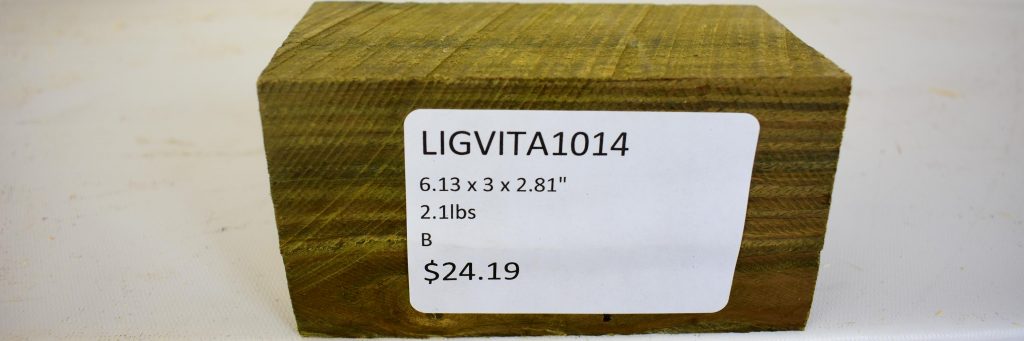 LIGVITA1014
6.13 x 3 x 2.81"
2.1lbs
B
$24.19